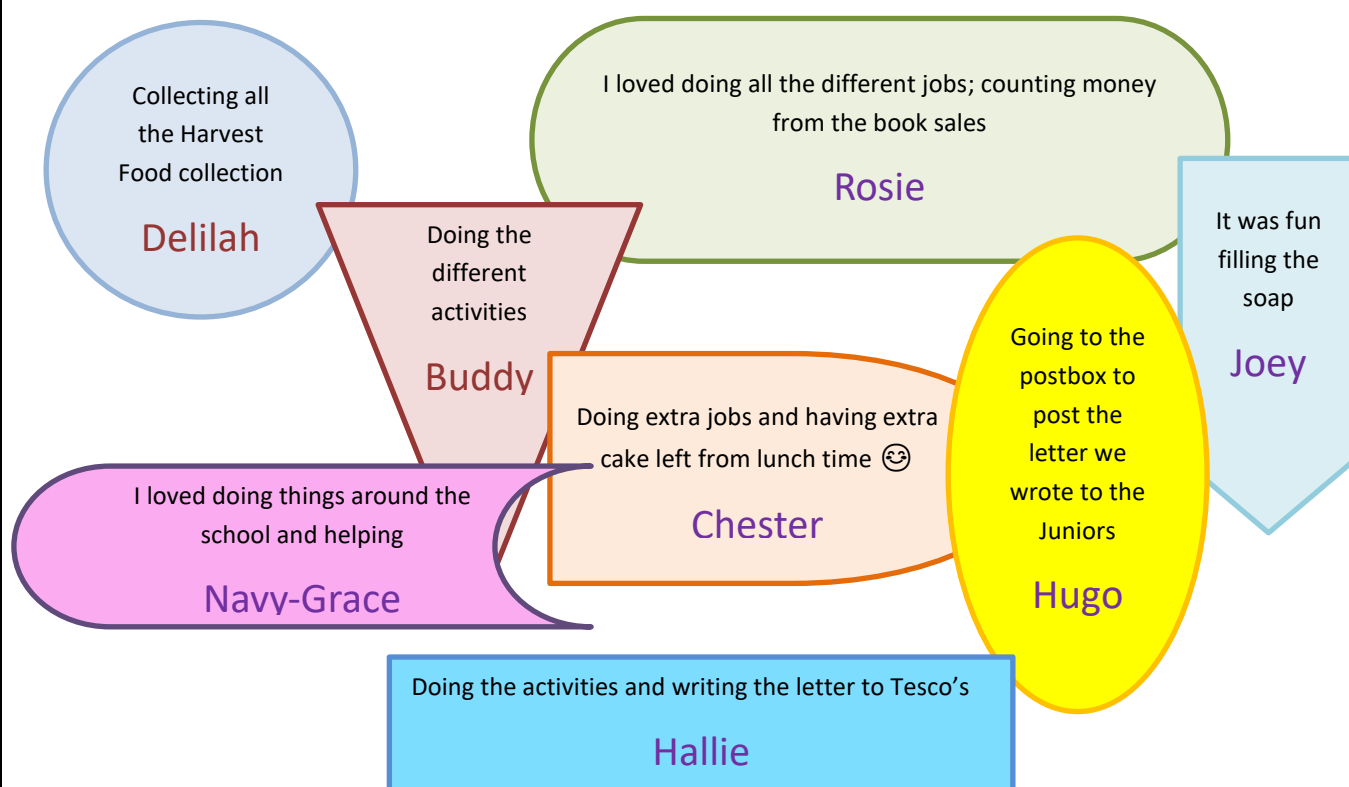 Collecting all
the Harvest
Food collection
Delilah
I loved doing all the different jobs; counting money
from the book sales
Rosie
Doing the
different
activities
Buddy
It was fun
filling the
soap
Joey
Doing extra jobs and having extra
cake left from lunch time 😋
Chester
Going to the
postbox to
post the
letter we
wrote to the
Juniors
Hugo
I loved doing things around the
school and helping
Navy-Grace
Doing the activities and writing the letter to Tesco’s
Hallie